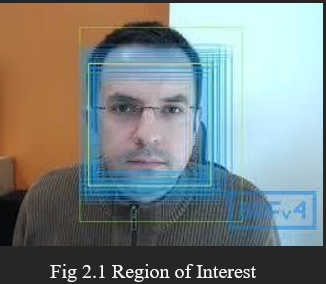 Fig 2.1 Region of Interest